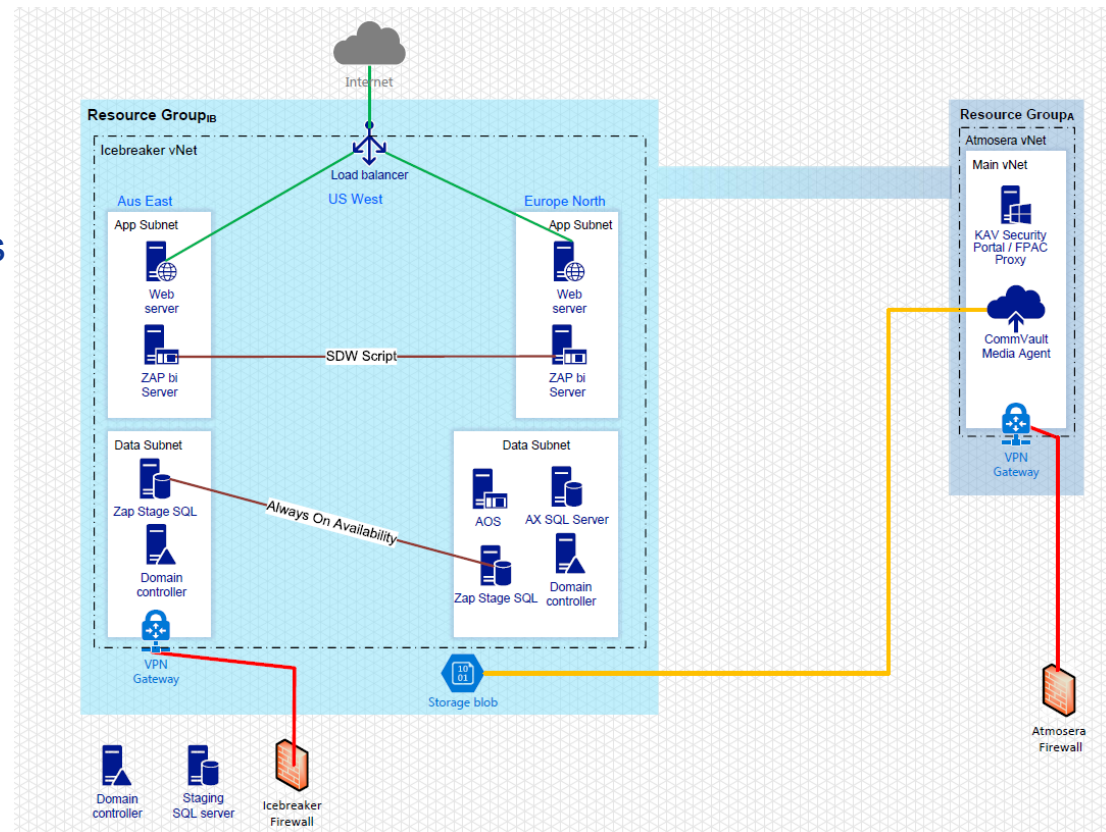 Internet
Resource GroupIB
Icebreaker vNet
Load balancer
US West
Aus East
App Subnet
Web
server
ZAP bi
Server
SDW Script
Europe North
App Subnet
Web
server
ZAP bi
Server
Data Subnet
Zap Stage SQL
Domain
controller
VPN
Gateway
Always On Availability
Data Subnet
AOS
AX SQL Server
Zap Stage SQL
Domain
controller
10
01
Storage blob
Resource GroupA
Atmosera vNet
Main vNet
KAV Security
Portal / FPAC
Proxy
CommVault
Media Agent
VPN
Gateway
Atmosera
Firewall
Domain
controller
Staging
SQL server
Icebreaker
Firewall
s